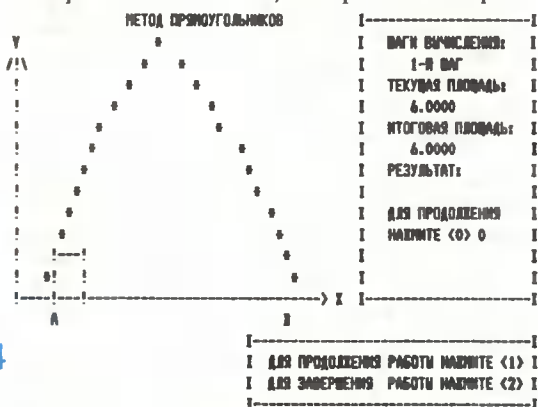 МЕТОД ПРЯМОУГОЛЬНИКОВ
Y
ШАГИ ВЫЧИСЛЕНИЯ:
1-Й ШАГ
ТЕКУЩАЯ ПЛОЩАДЬ:
6.0000
ИТОГОВАЯ ПЛОЩАДЬ:
6.0000
РЕЗУЛЬТАТ:
ДЛЯ ПРОДОЛЖЕНИЯ
НАЖМИТЕ <0> 0
X
A B
ДЛЯ ПРОДОЛЖЕНИЯ РАБОТЫ НАЖМИТЕ <1>
ДЛЯ ЗАВЕРШЕНИЯ РАБОТЫ НАЖМИТЕ <2>